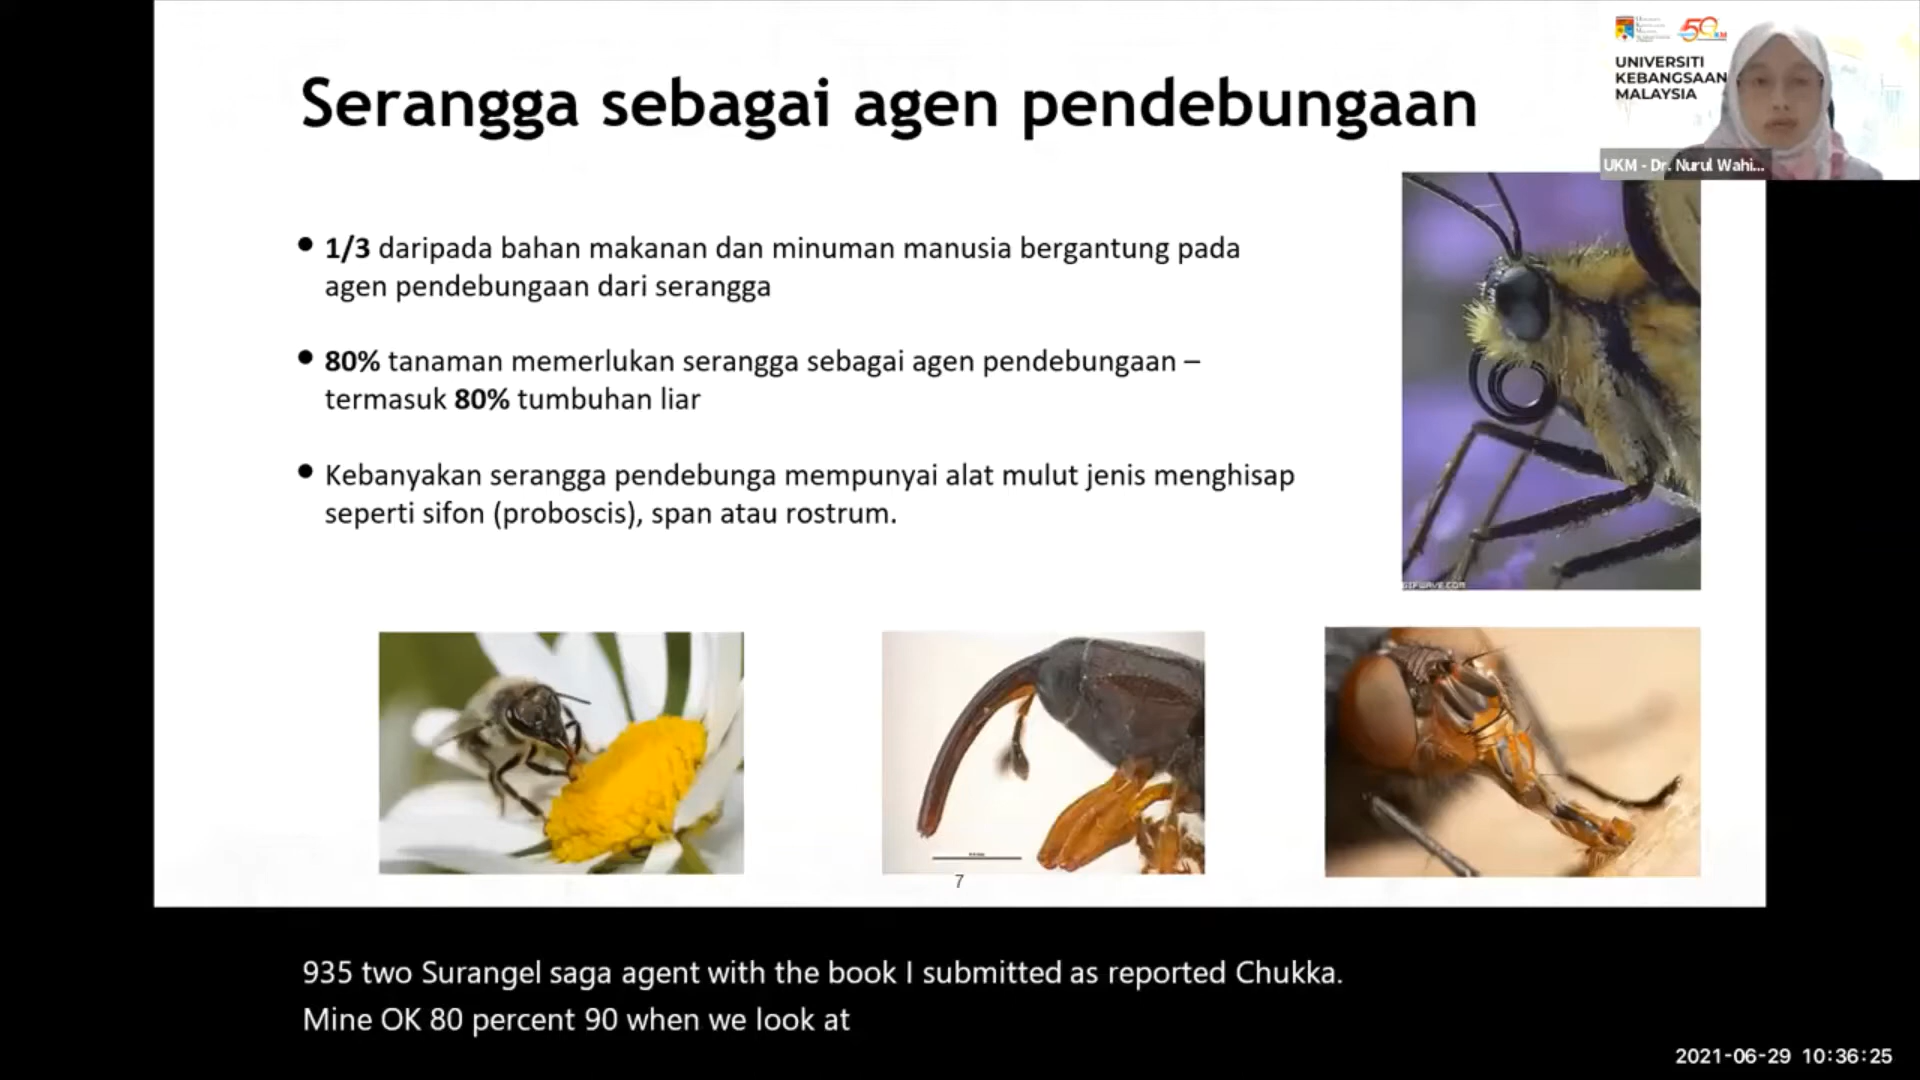 Serangga sebagai agen pendebungaan
UNIVERSITI
KEBANGSAAN
MALAYSIA
UKM - Dr. Nurul Wahi...
• 1/3 daripada bahan makanan dan minuman manusia bergantung pada
agen pendebungaan dari serangga
• 80% tanaman memerlukan serangga sebagai agen pendebungaan –
termasuk 80% tumbuhan liar
• Kebanyakan serangga pendebunga mempunyai alat mulut jenis menghisap
seperti sifon (proboscis), span atau rostrum.
GIFWAVE.COM
7
935 two Surangel saga agent with the book I submitted as reported Chukka.
Mine OK 80 percent 90 when we look at
2021-06-29 10:36:25